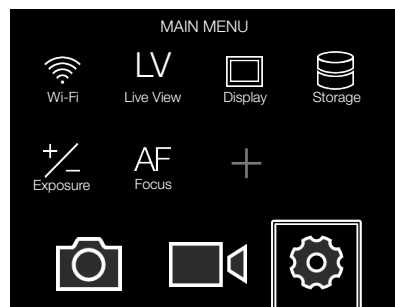 MAIN MENU
LV
Wi-Fi Live View Display Storage
AF
Exposure Focus